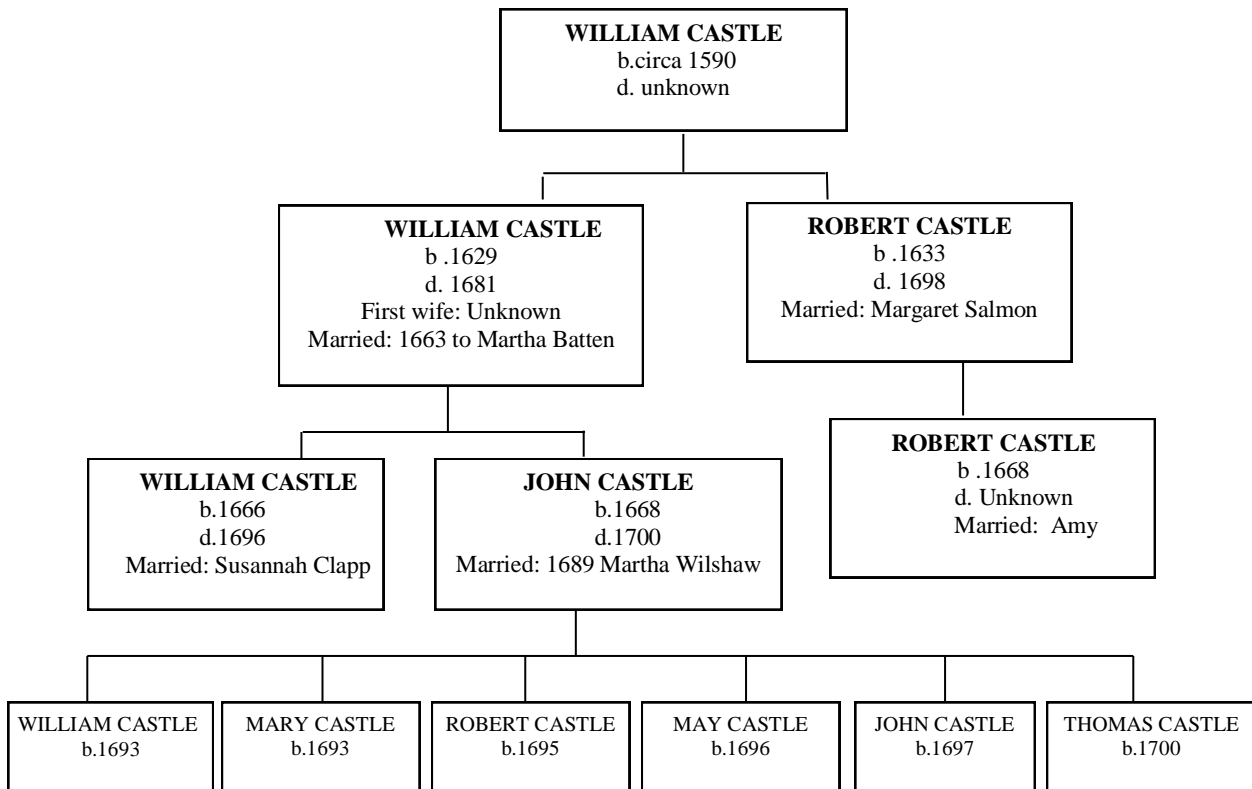 WILLIAM CASTLE
b.circa 1590
d. unknown
WILLIAM CASTLE
b .1629
d. 1681
First wife: Unknown
Married: 1663 to Martha Batten
ROBERT CASTLE
b .1633
d. 1698
Married: Margaret Salmon
WILLIAM CASTLE
b.1666
d.1696
Married: Susannah Clapp
JOHN CASTLE
b.1668
d.1700
Married: 1689 Martha Wilshaw
ROBERT CASTLE
b .1668
d. Unknown
Married:  Amy
WILLIAM CASTLE
b.1693
MARY CASTLE
b.1693
ROBERT CASTLE
b.1695
MAY CASTLE
b.1696
JOHN CASTLE
b.1697
THOMAS CASTLE
b.1700